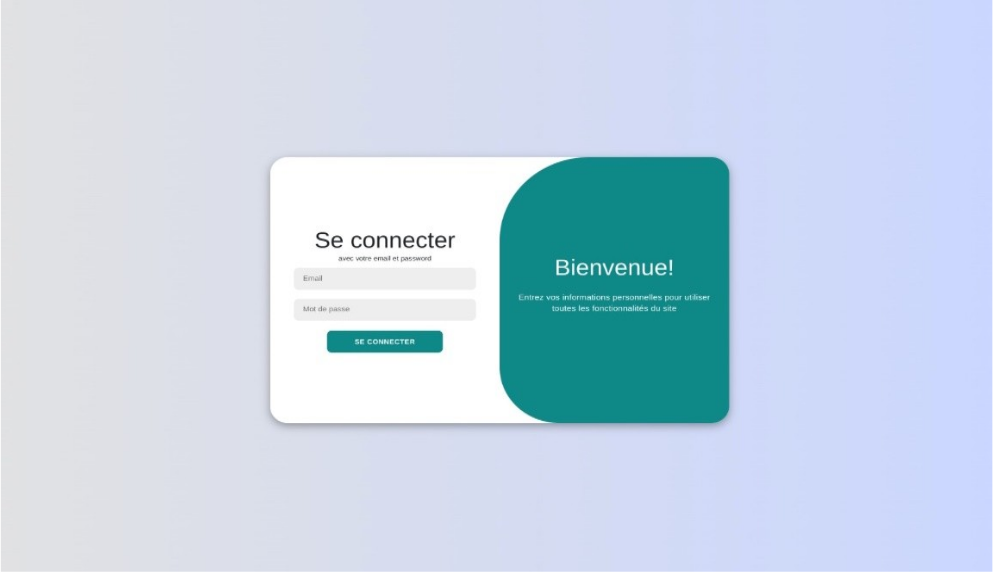 Se connecter
avec votre email et password
Email
Mot de passe
SE CONNECTER
Bienvenue!
Entrez vos informations personnelles pour utiliser
toutes les fonctionnalités du site